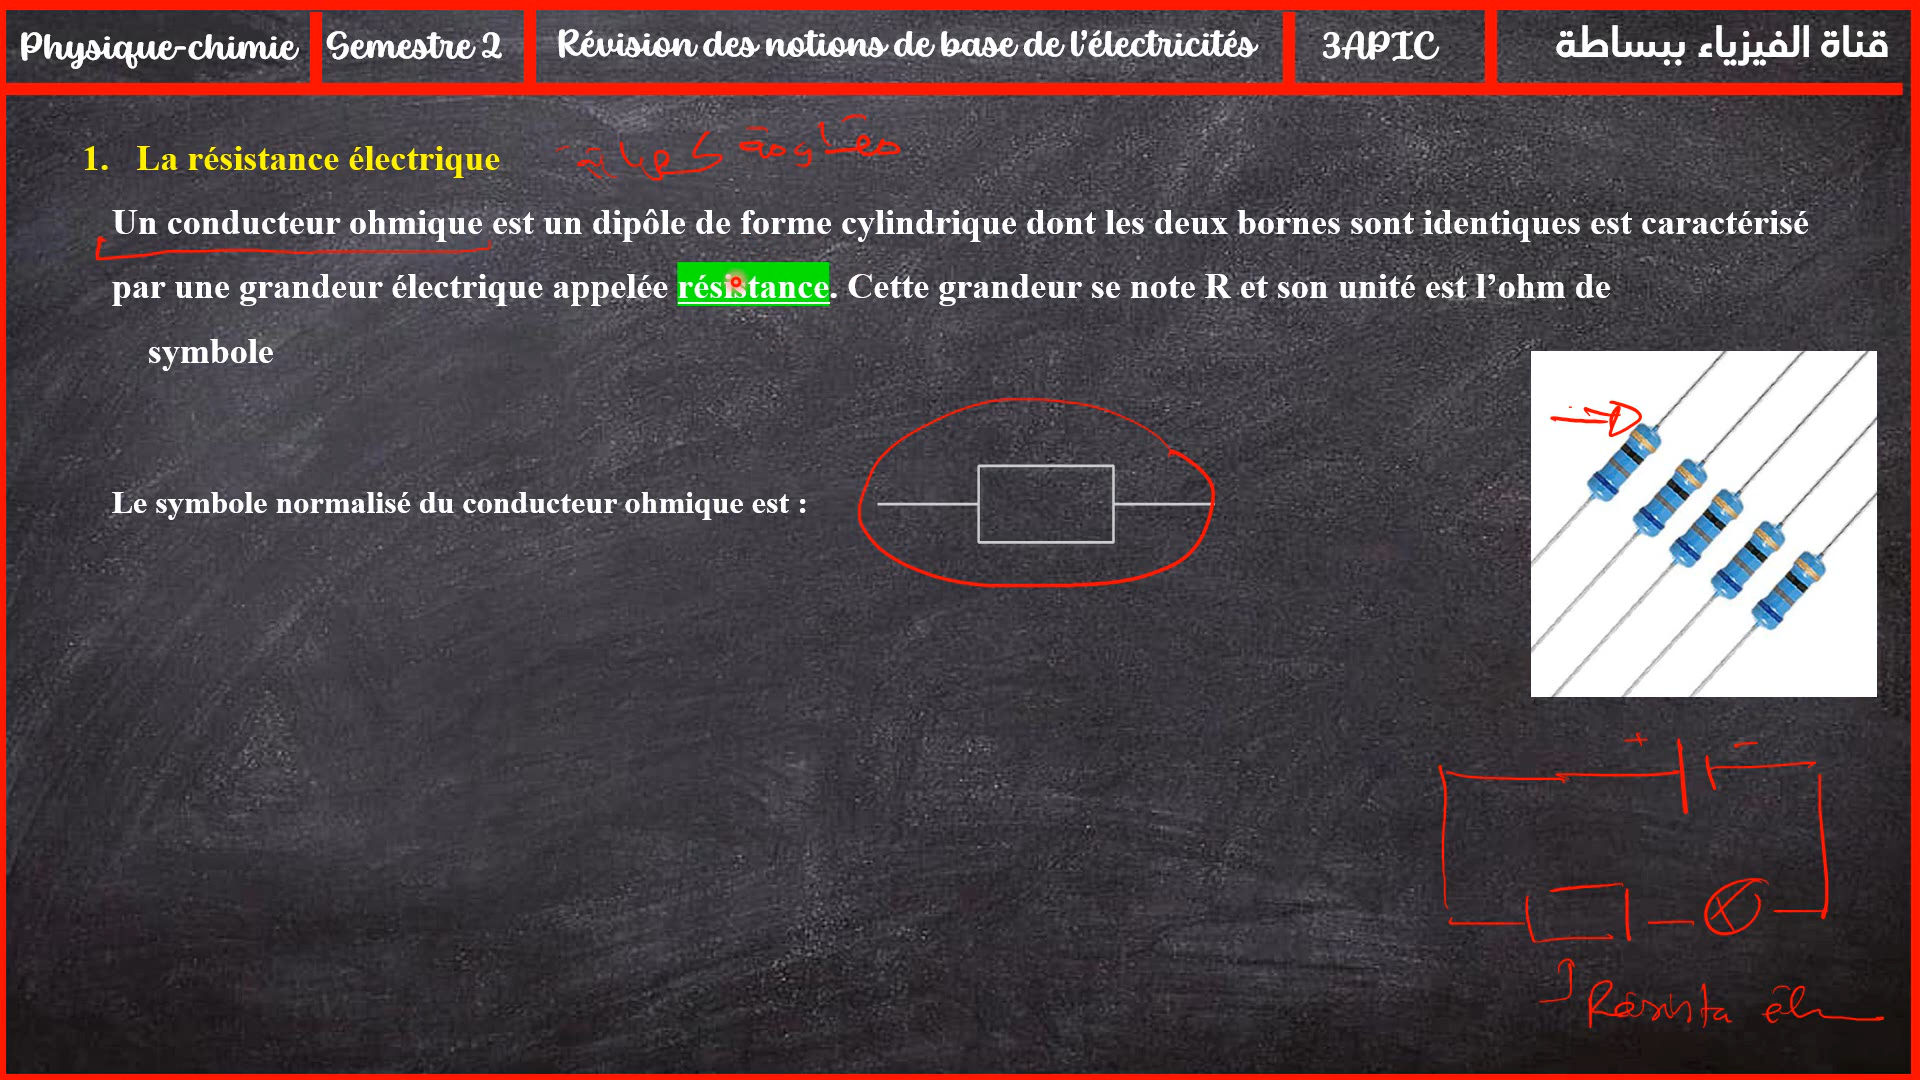 Physique-chimie
Semestre 2
Révision des notions de base de l'électricités
3APIC
قناة الفيزياء ببساطة
1. La résistance électrique
Un conducteur ohmique est un dipôle de forme cylindrique dont les deux bornes sont identiques est caractérisé
par une grandeur électrique appelée résistance. Cette grandeur se note R et son unité est l’ohm de
symbole
Le symbole normalisé du conducteur ohmique est :
+ -